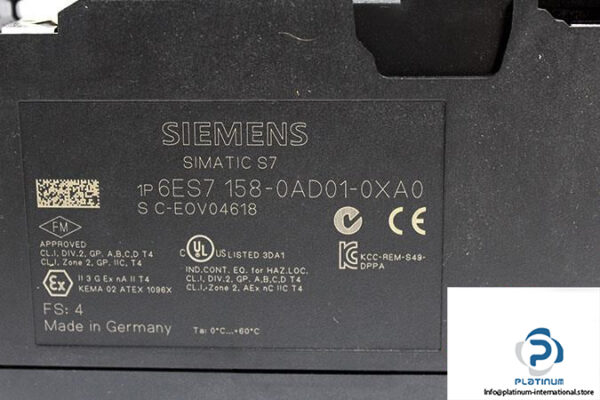 SIEMENS
SIMATIC S7
1P 6ES7 158-0AD01-0XA0
S C-E0V04618
FM
APPROVED
CL.I, DIV.2, GP. A,B,C,D T4
CL.I, Zone 2, GP. IIC, T4
Ex
II 3 G Ex nA II T4
KEMA 02 ATEX 1096X
FS: 4
Made in Germany
C UL US LISTED 3DA1
IND.CONT. EQ. for HAZ.LOC.
CL.I, DIV.2, GP. A,B,C,D T4
CL.I, Zone 2, AEx nC IIC T4
Ta: 0°C...+60°C
CE
KCC-REM-S49-
DPPA
PLATINUM
Info@platinum-international.store